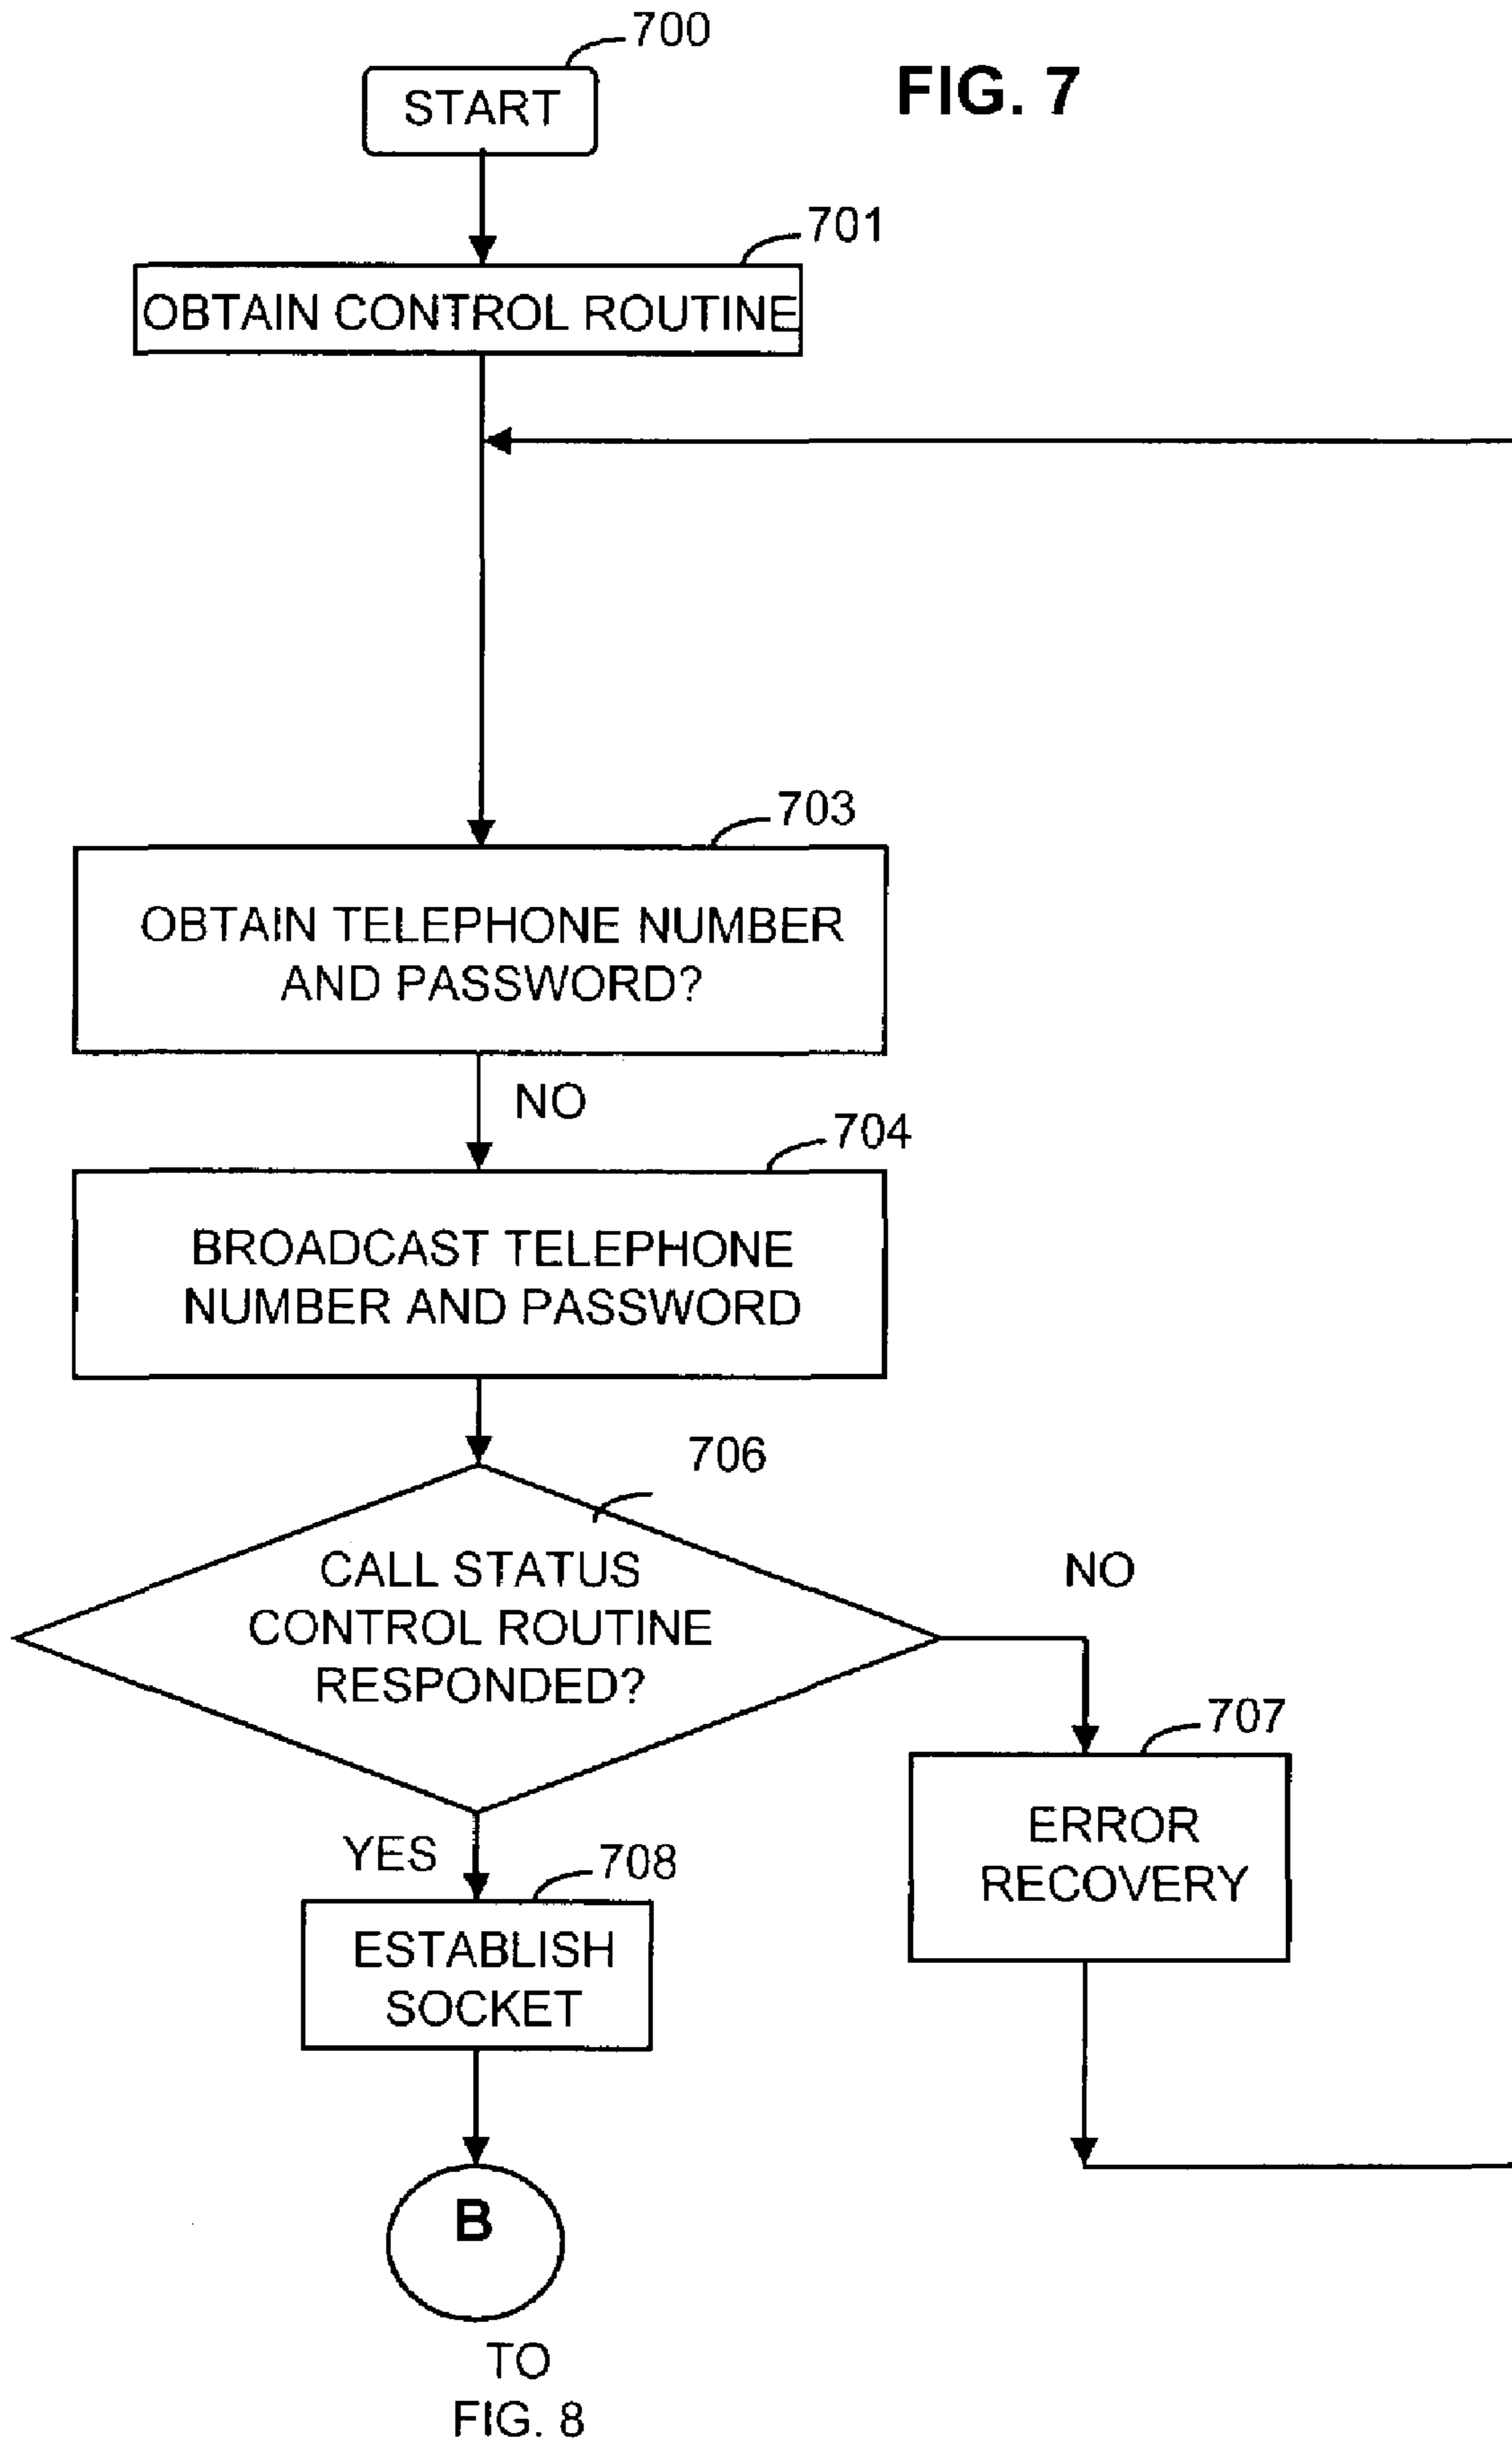 700
START
FIG. 7
701
OBTAIN CONTROL ROUTINE
703
OBTAIN TELEPHONE NUMBER
AND PASSWORD?
NO
704
BROADCAST TELEPHONE
NUMBER AND PASSWORD
706
CALL STATUS
CONTROL ROUTINE
RESPONDED?
NO
707
ERROR
RECOVERY
YES
708
ESTABLISH
SOCKET
B
TO
FIG. 8